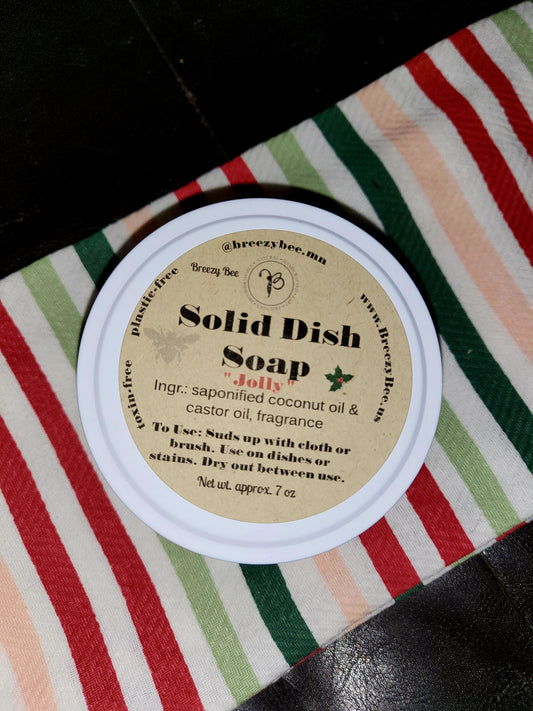 @breezybee.mn
Breezy Bee
plastic-free
www.BreezyBee.us
toxin-free
Solid Dish
Soap
"Jolly"
Ingr.: saponified coconut oil &
castor oil, fragrance
To Use: Suds up with cloth or
brush. Use on dishes or
stains. Dry out between use.
Net wt. approx. 7 oz